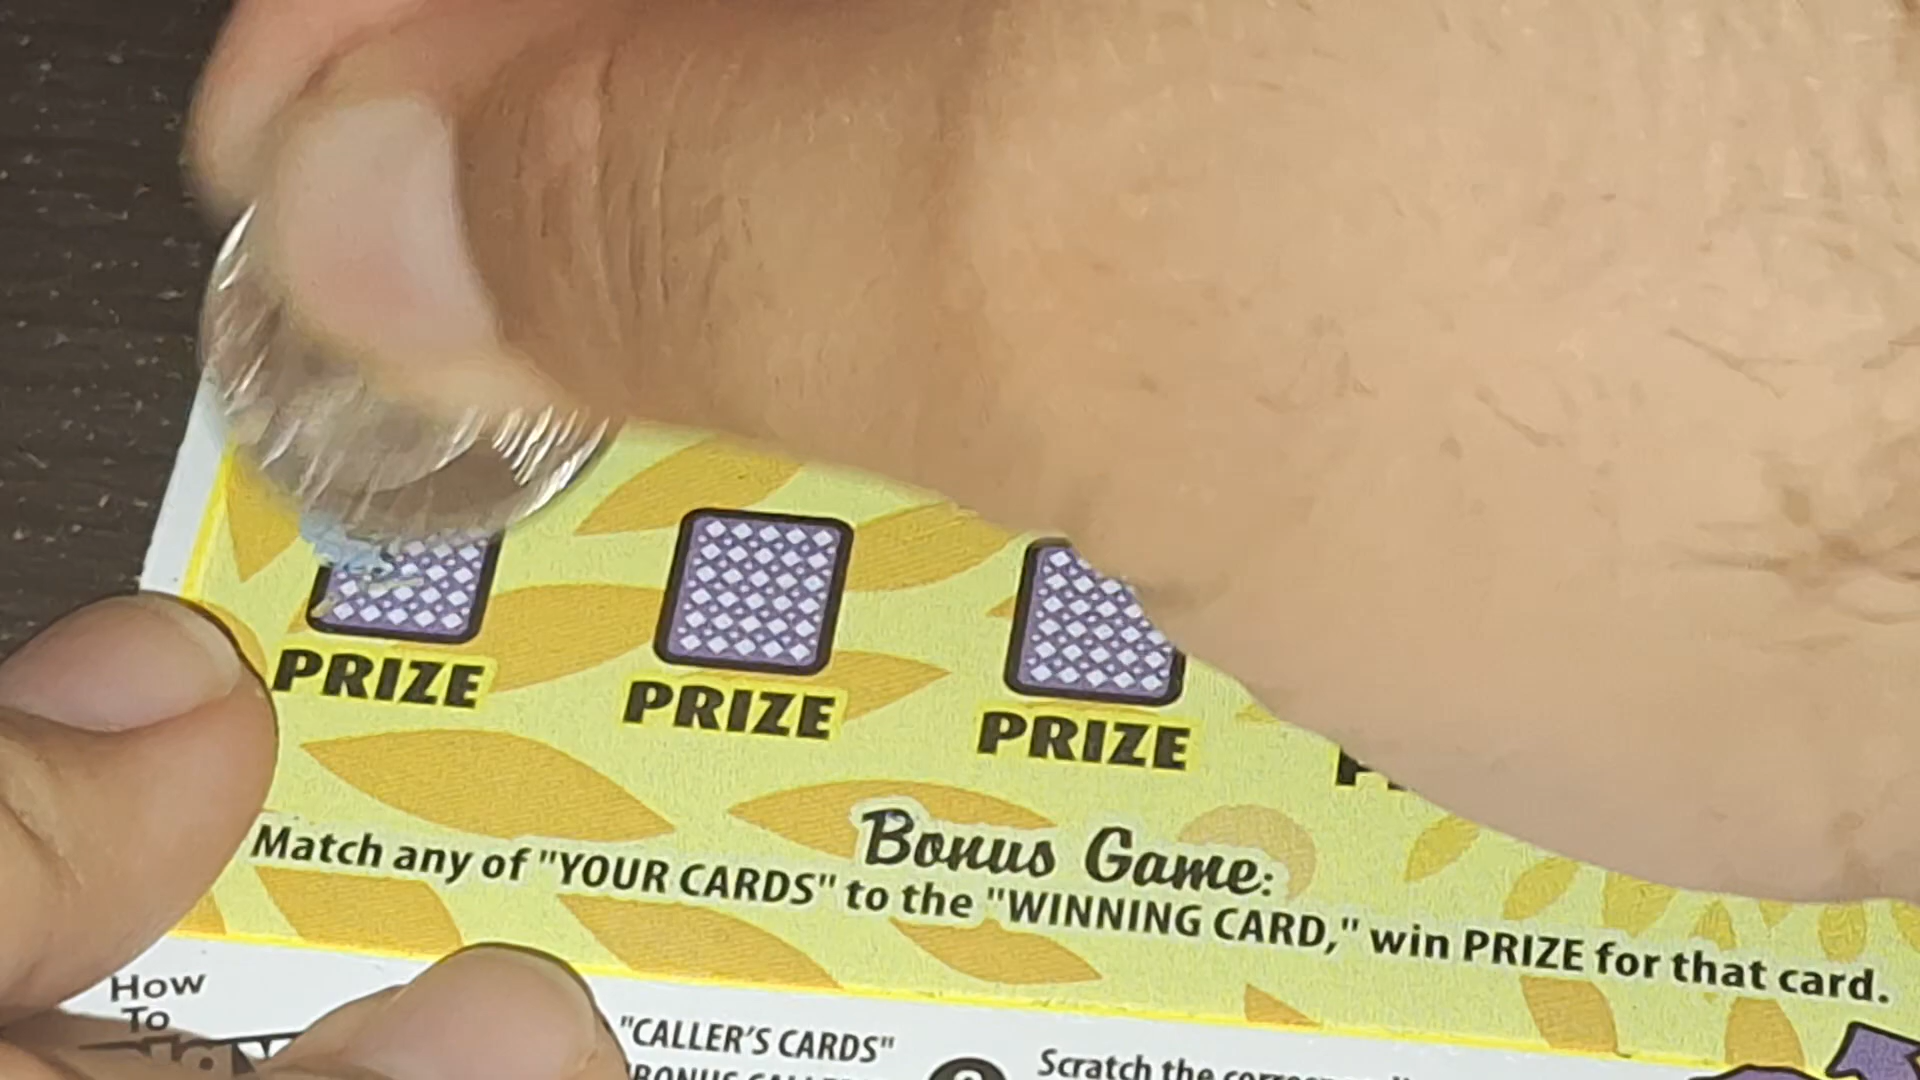 PRIZE PRIZE PRIZE
Bonus Game:
Match any of "YOUR CARDS" to the "WINNING CARD," win PRIZE for that card.
How
To
"CALLER'S CARDS"
Scratch the